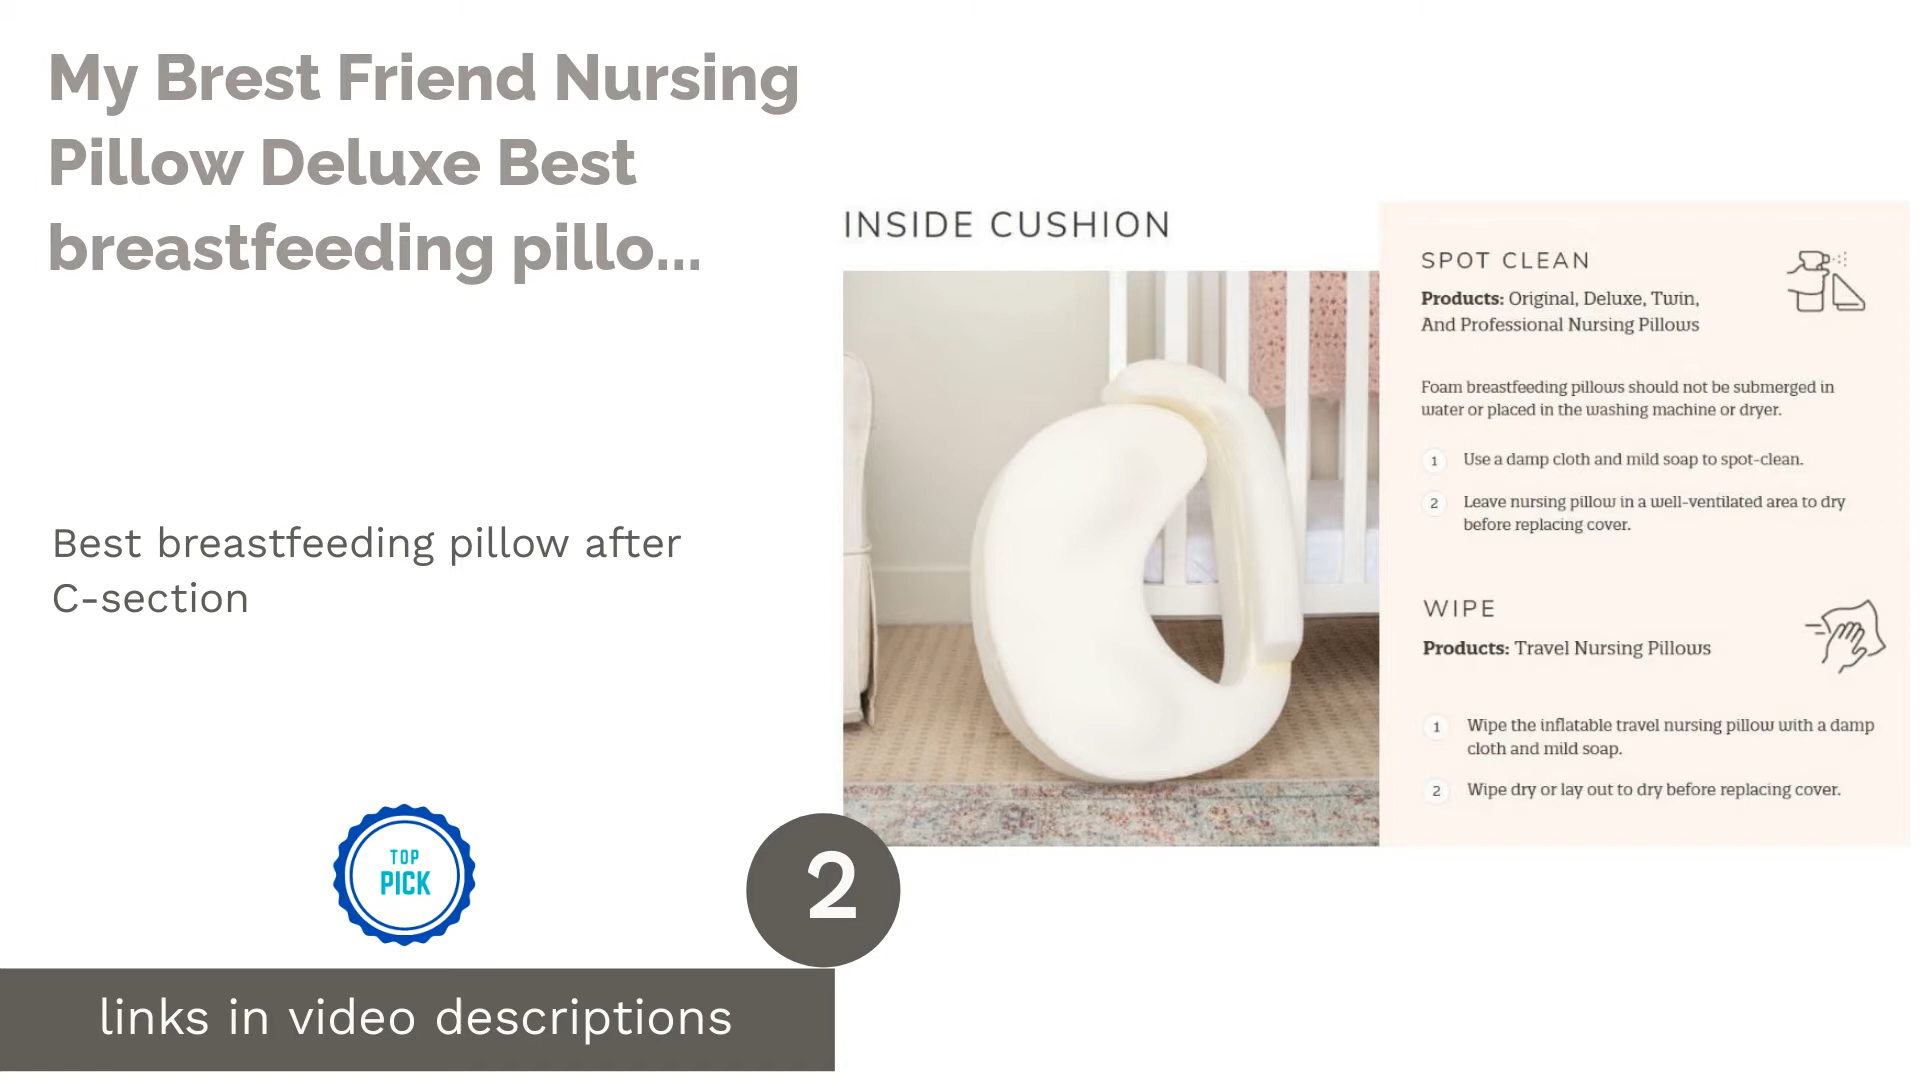 My Brest Friend Nursing
Pillow Deluxe Best
breastfeeding pillo...
Best breastfeeding pillow after
C-section
TOP
PICK
2
links in video descriptions
INSIDE CUSHION
SPOT CLEAN
Products: Original, Deluxe, Twin,
And Professional Nursing Pillows
Foam breastfeeding pillows should not be submerged in
water or placed in the washing machine or dryer.
1 Use a damp cloth and mild soap to spot-clean.
2 Leave nursing pillow in a well-ventilated area to dry
before replacing cover.
WIPE
Products: Travel Nursing Pillows
1 Wipe the inflatable travel nursing pillow with a damp
cloth and mild soap.
2 Wipe dry or lay out to dry before replacing cover.